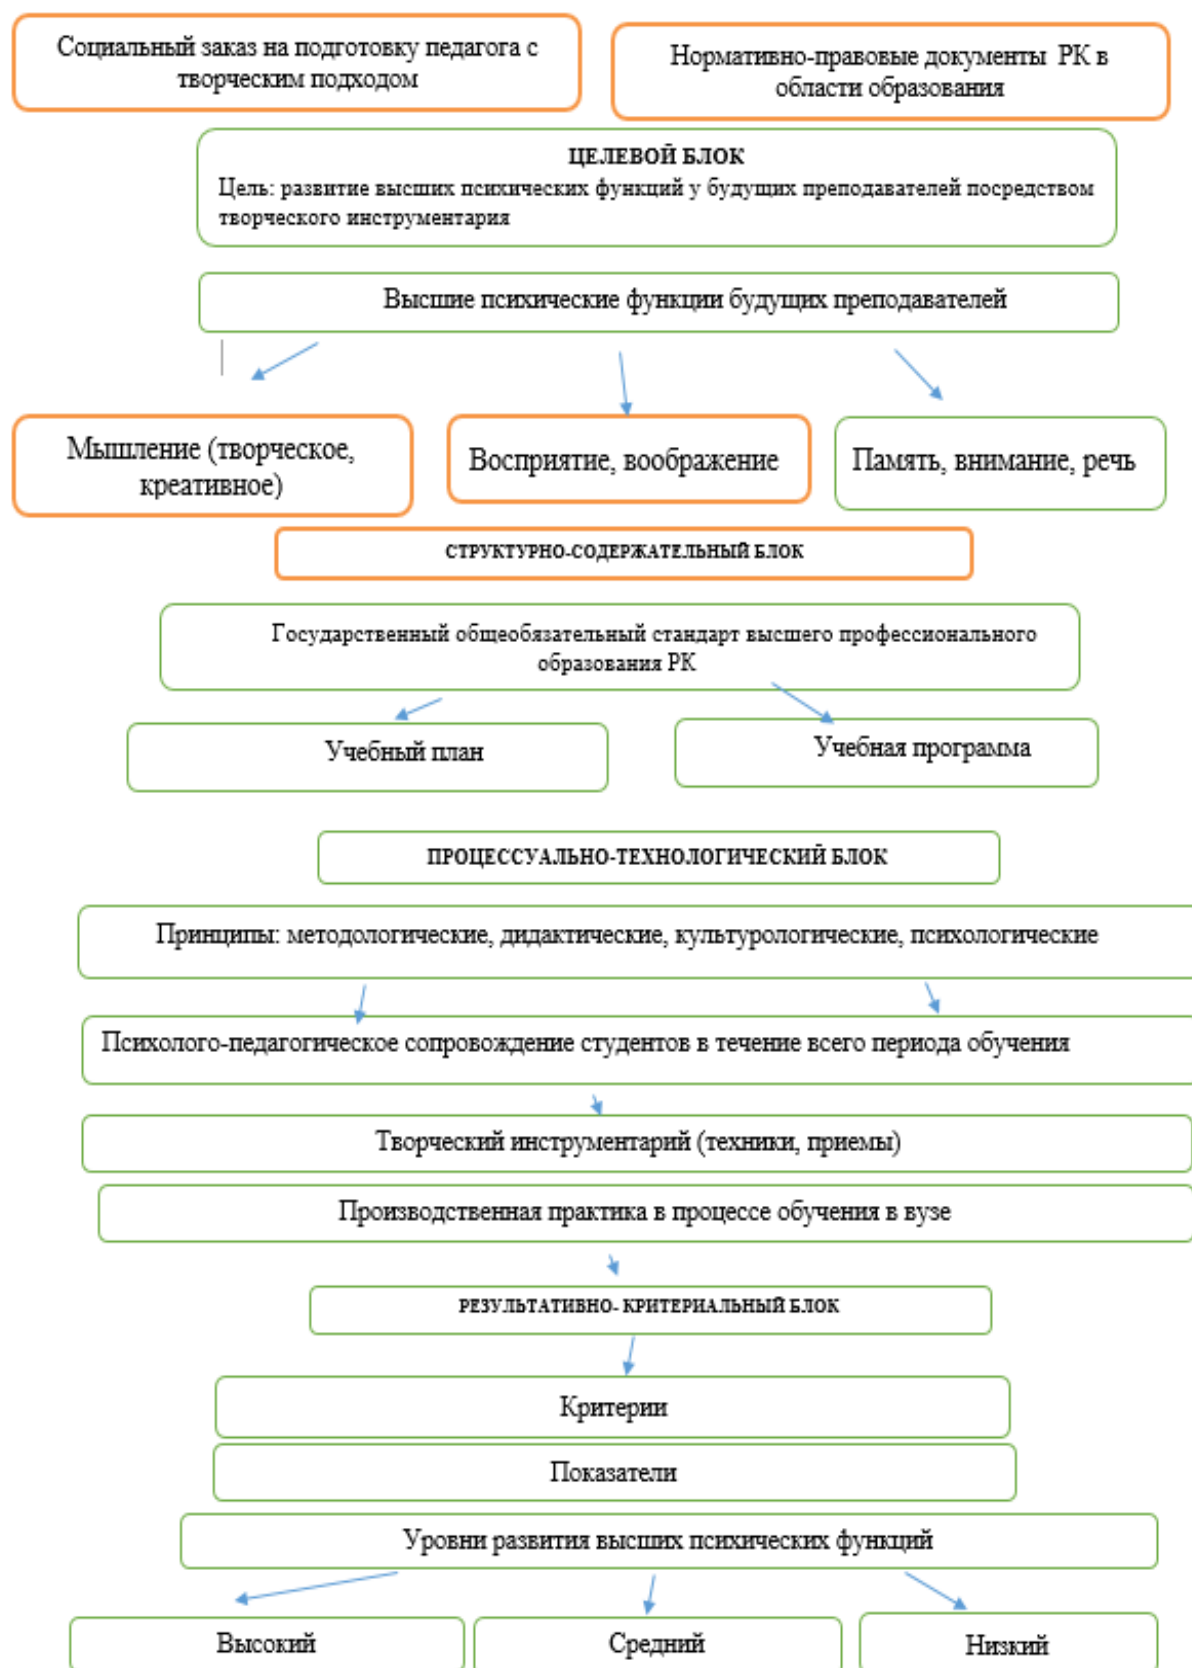 Социальный заказ на подготовку педагога с
творческим подходом
Нормативно-правовые документы РК в
области образования
ЦЕЛЕВОЙ БЛОК
Цель: развитие высших психических функций у будущих преподавателей посредством
творческого инструментария
Высшие психические функции будущих преподавателей
Мышление (творческое,
креативное)
Восприятие, воображение
Память, внимание, речь
СТРУКТУРНО-СОДЕРЖАТЕЛЬНЫЙ БЛОК
Государственный общеобязательный стандарт высшего профессионального
образования РК
Учебный план
Учебная программа
ПРОЦЕССУАЛЬНО-ТЕХНОЛОГИЧЕСКИЙ БЛОК
Принципы: методологические, дидактические, культурологические, психологические
Психолого-педагогическое сопровождение студентов в течение всего периода обучения
Творческий инструментарий (техники, приемы)
Производственная практика в процессе обучения в вузе
РЕЗУЛЬТАТИВНО- КРИТЕРИАЛЬНЫЙ БЛОК
Критерии
Показатели
Уровни развития высших психических функций
Высокий
Средний
Низкий